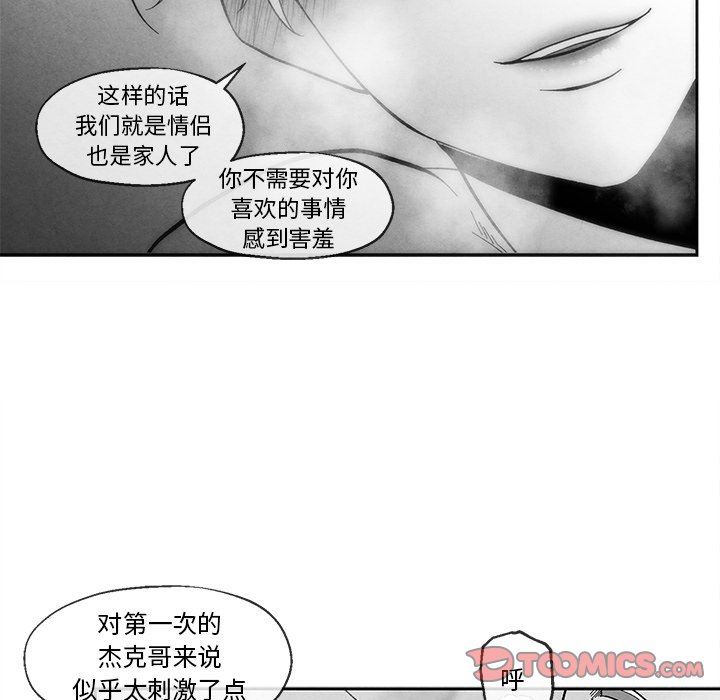 这样的话
我们就是情侣
也是家人了
你不需要对你
喜欢的事情
感到害羞
对第一次的
杰克哥来说
似乎太刺激了点
呼
ALWAYS ENJOYABLE
TOOMICS.COM